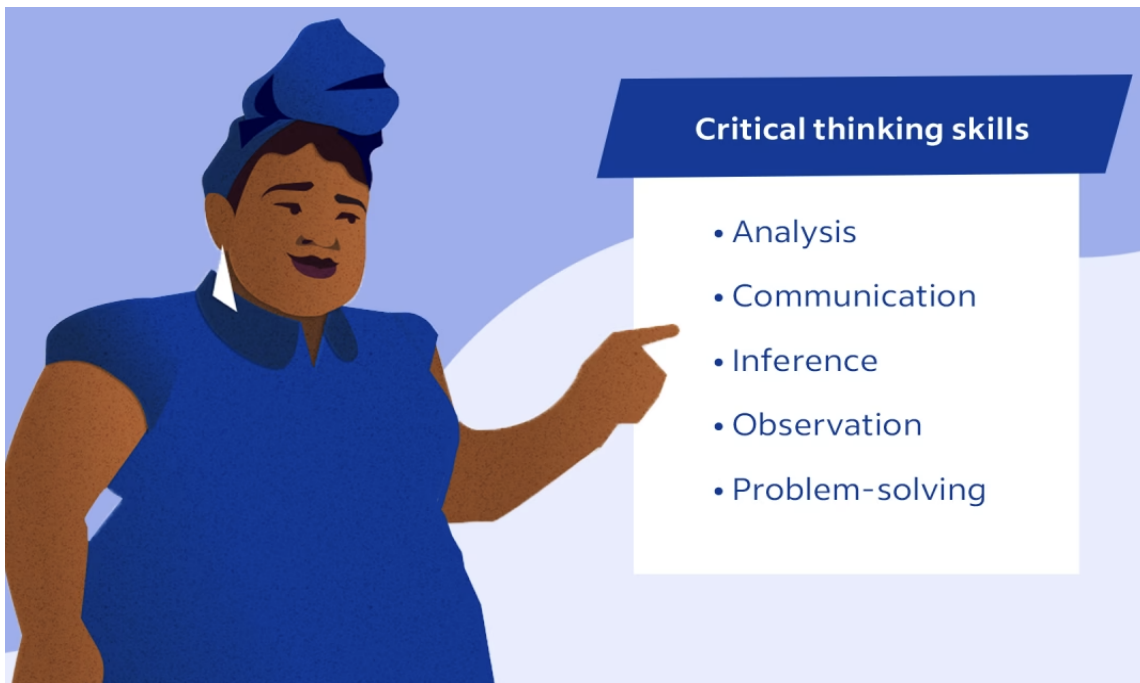 Critical thinking skills
• Analysis
• Communication
• Inference
• Observation
• Problem-solving